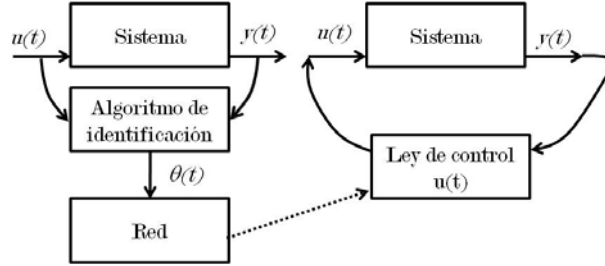 u(t)
Sistema
y(t)
Algoritmo de
identificación
θ(t)
Red
u(t)
Sistema
y(t)
Ley de control
u(t)